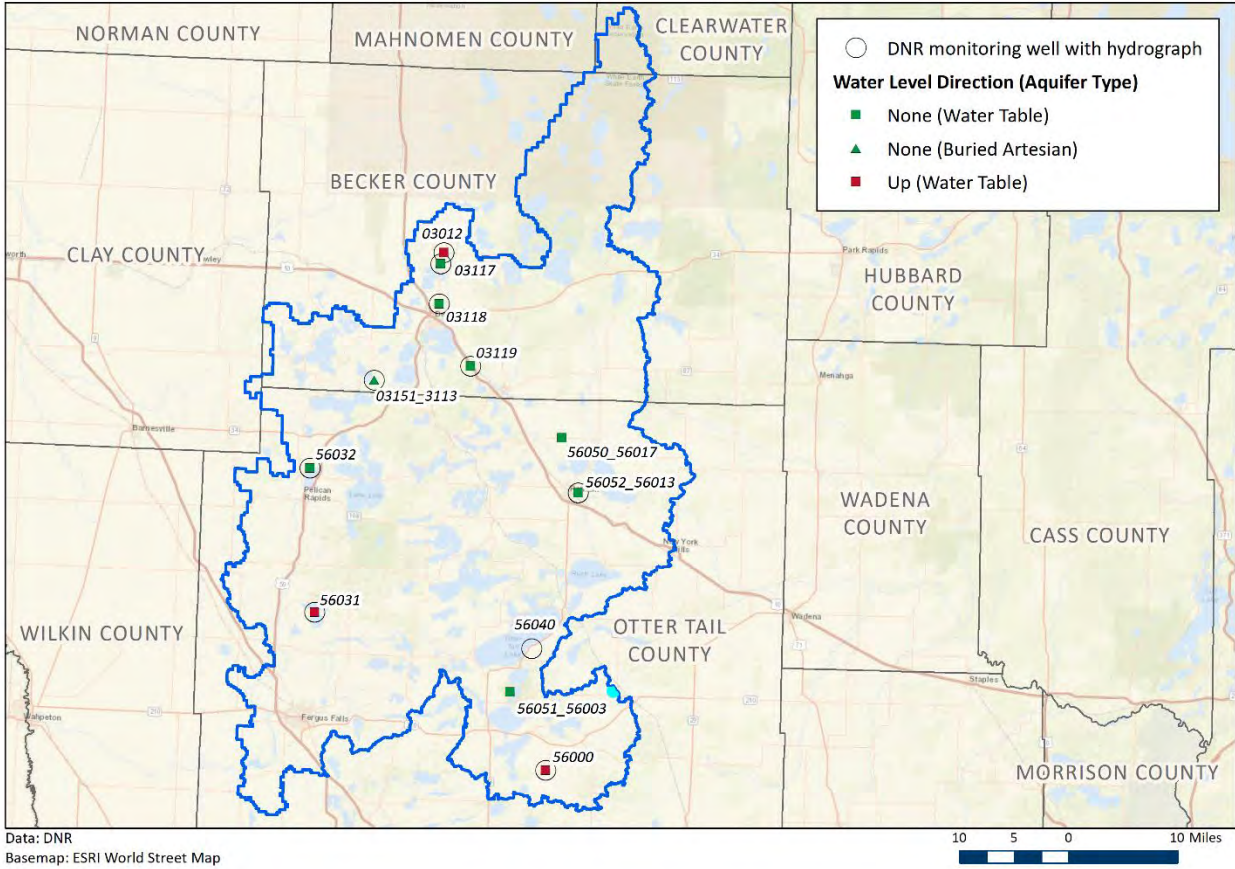 NORMAN COUNTY
MAHNOMEN COUNTY
CLEARWATER
COUNTY
DNR monitoring well with hydrograph
Water Level Direction (Aquifer Type)
None (Water Table)
None (Buried Artesian)
Up (Water Table)
BECKER COUNTY
CLAY COUNTY
03012
03117
Park Rapids
HUBBARD
COUNTY
03118
03119
03151_3113
Menahga
Barnesville
56032
56050_56017
Pelican
Rapids
56052_56013
WADENA
COUNTY
CASS COUNTY
New York
Mills
56031
Wadena
WILKIN COUNTY
56040
OTTER TAIL
COUNTY
Staples
56051_56003
Wahpeton
Fergus Falls
56000
MORRISON COUNTY
Data: DNR
Basemap: ESRI World Street Map
10 5 0 10 Miles